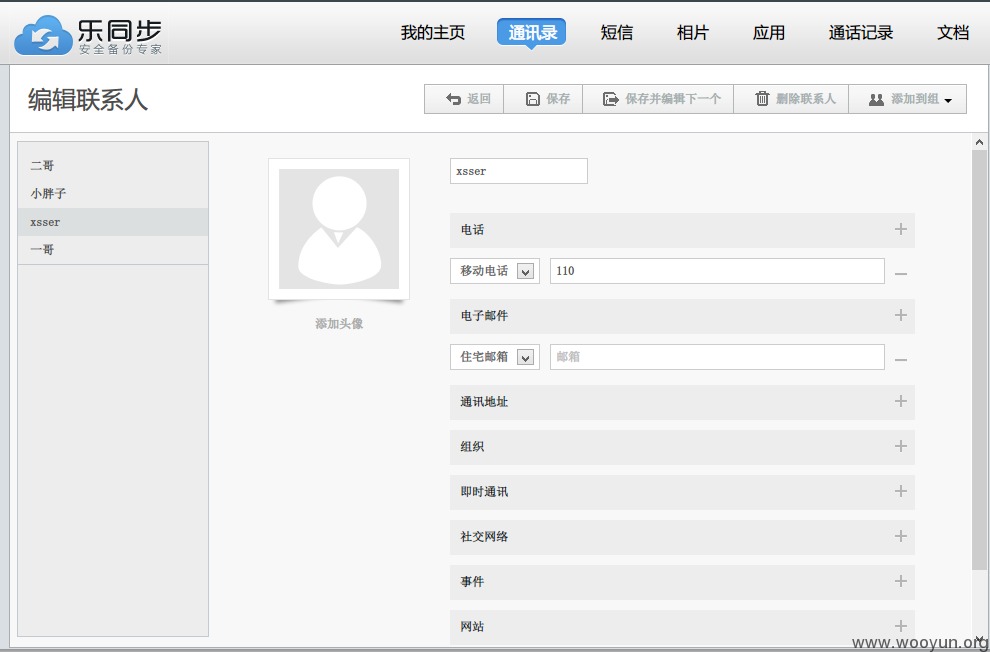 乐同步
安全备份专家
我的主页 通讯录 短信 相片 应用 通话记录 文档
编辑联系人
返回 保存 保存并编辑下一个 删除联系人 添加到组
二哥
小胖子
xsser
一哥
添加头像
xsser
电话
移动电话 110
电子邮件
住宅邮箱 邮箱
通讯地址
组织
即时通讯
社交网络
事件
网站
www.wooyun.org